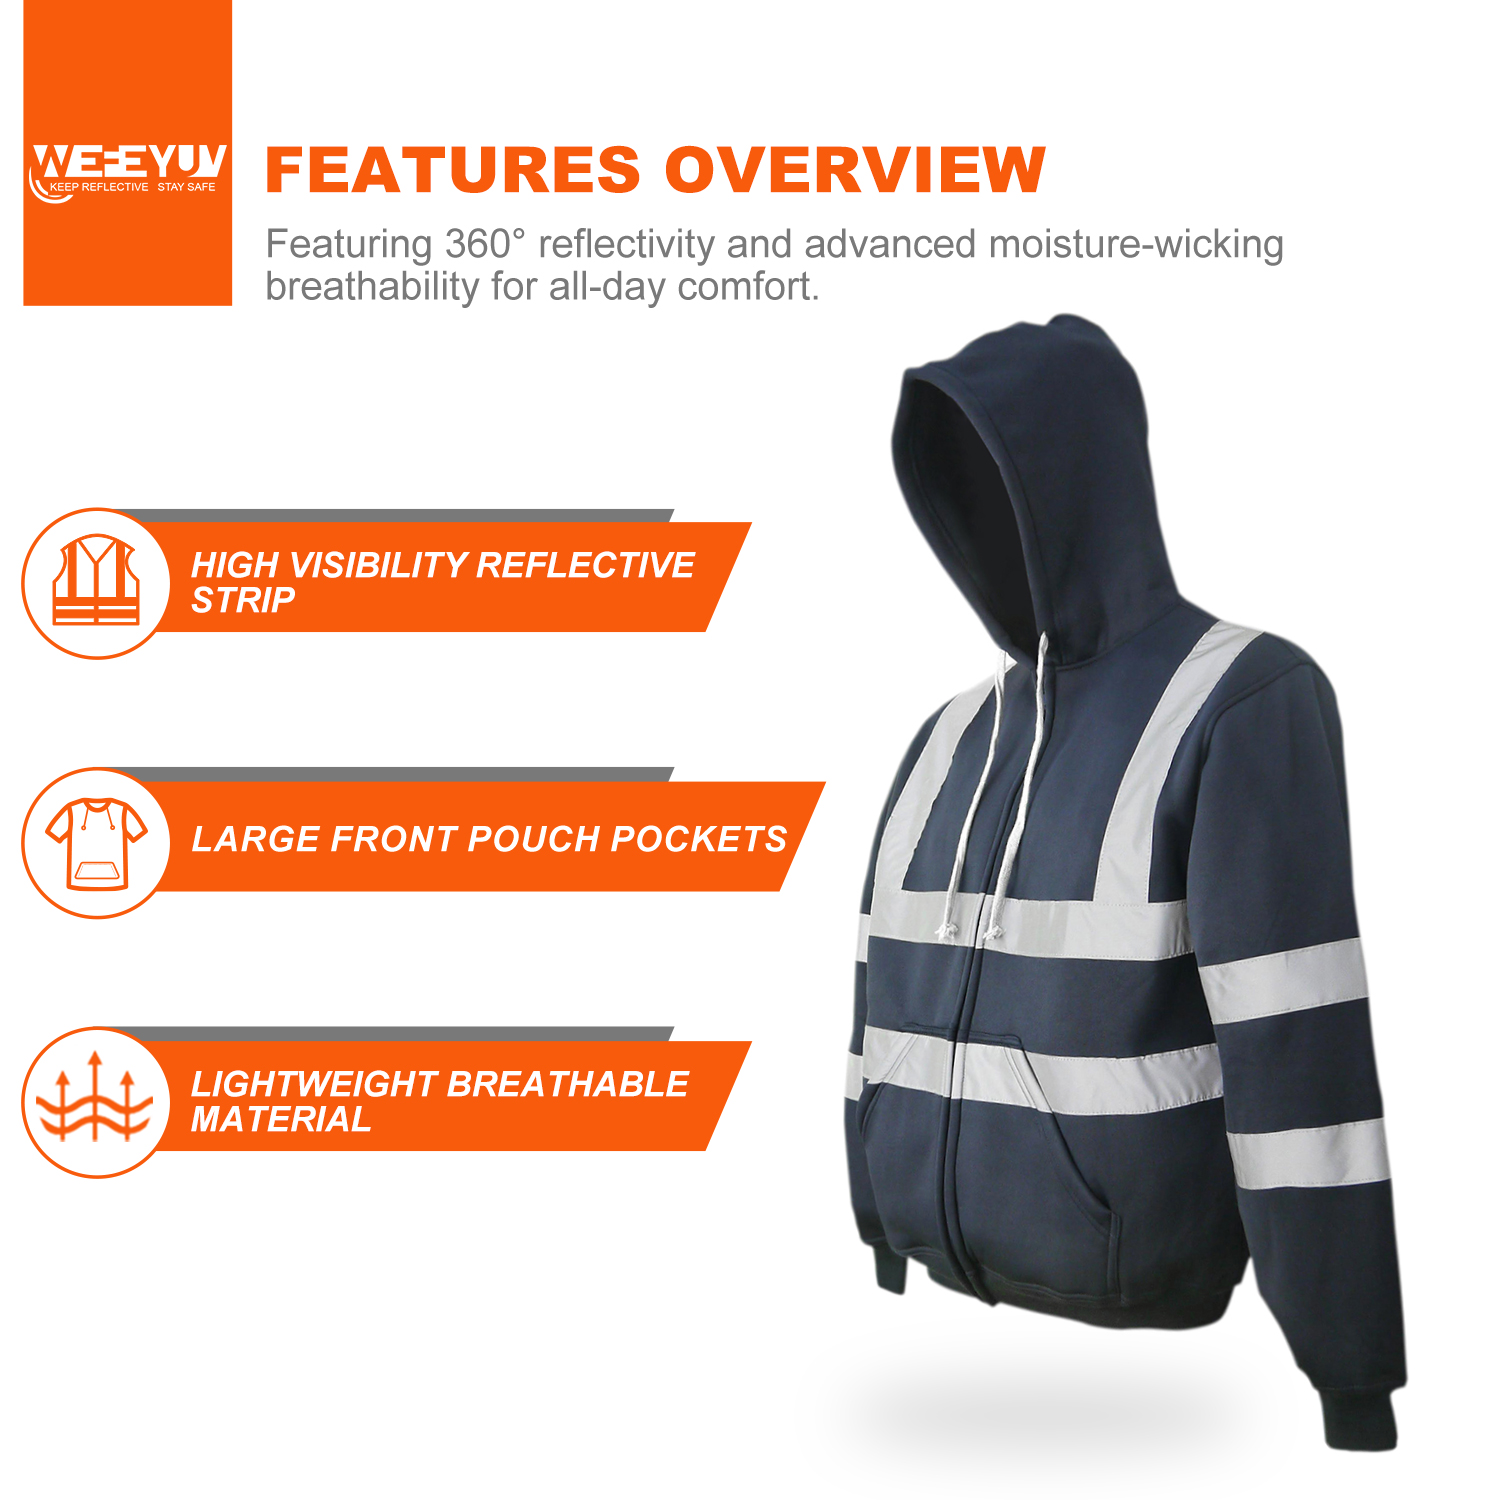 WEFEYUV
KEEP REFLECTIVE STAY SAFE
FEATURES OVERVIEW
Featuring 360° reflectivity and advanced moisture-wicking
breathability for all-day comfort.
HIGH VISIBILITY REFLECTIVE
STRIP
LARGE FRONT POUCH POCKETS
LIGHTWEIGHT BREATHABLE
MATERIAL